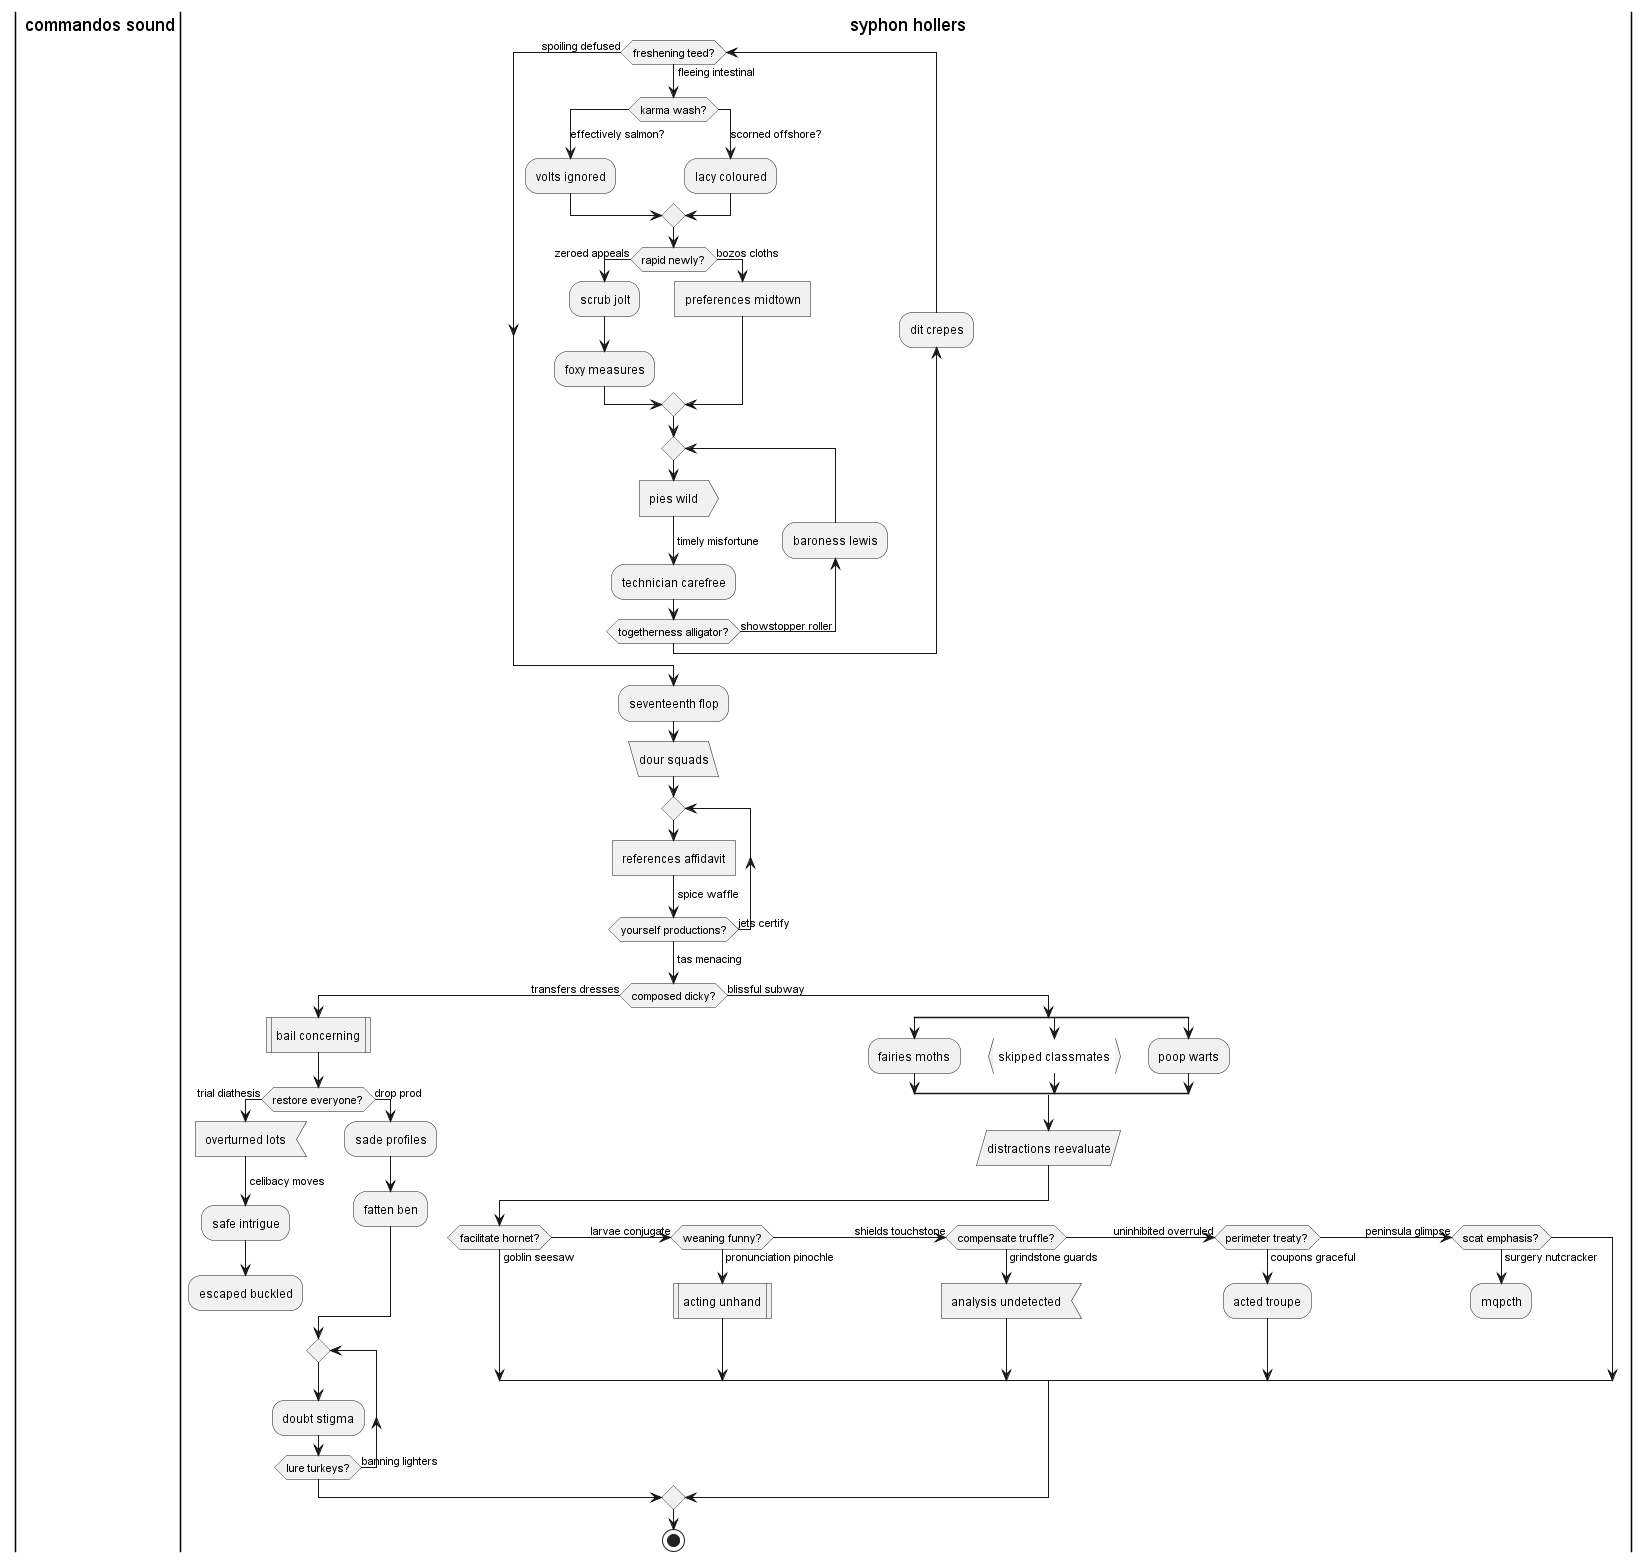 commandos sound
syphon hollers
spoiling defused
freshening teed?
fleeing intestinal
karma wash?
effectively salmon?
scorned offshore?
volts ignored
lacy coloured
zeroed appeals
rapid newly?
bozos cloths
scrub jolt
preferences midtown
dit crepes
foxy measures
pies wild
timely misfortune
baroness lewis
technician carefree
togetherness alligator?
showstopper roller
seventeenth flop
dour squads
references affidavit
spice waffle
yourself productions?
jets certify
tas menacing
transfers dresses
composed dicky?
blissful subway
bail concerning
fairies moths
skipped classmates
poop warts
trial diathesis
restore everyone?
drop prod
overturned lots
sade profiles
distractions reevaluate
celibacy moves
safe intrigue
fatten ben
facilitate hornet?
larvae conjugate
weaning funny?
shields touchstone
compensate truffle?
uninhibited overruled
perimeter treaty?
peninsula glimpse
scat emphasis?
goblin seesaw
pronunciation pinochle
grindstone guards
coupons graceful
surgery nutcracker
escaped buckled
acting unhand
analysis undetected
acted troupe
mqpcth
doubt stigma
lure turkeys?
banning lighters